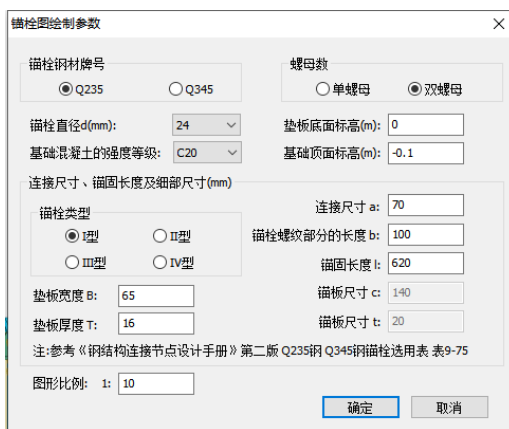 锚栓图绘制参数
锚栓钢材牌号
Q235 Q345
螺母数
单螺母 双螺母
锚栓直径d(mm): 24
垫板底面标高(m): 0
基础混凝土的强度等级: C20
基础顶面标高(m): -0.1
连接尺寸、锚固长度及细部尺寸(mm)
锚栓类型
I型 II型
III型 IV型
连接尺寸 a: 70
锚栓螺纹部分的长度 b: 100
锚固长度 l: 620
垫板宽度 B: 65
锚板尺寸 c: 140
垫板厚度 T: 16
锚板尺寸 t: 20
注:参考《钢结构连接节点设计手册》第二版 Q235钢 Q345钢锚栓选用表 表9-75
图形比例: 1: 10
确定 取消